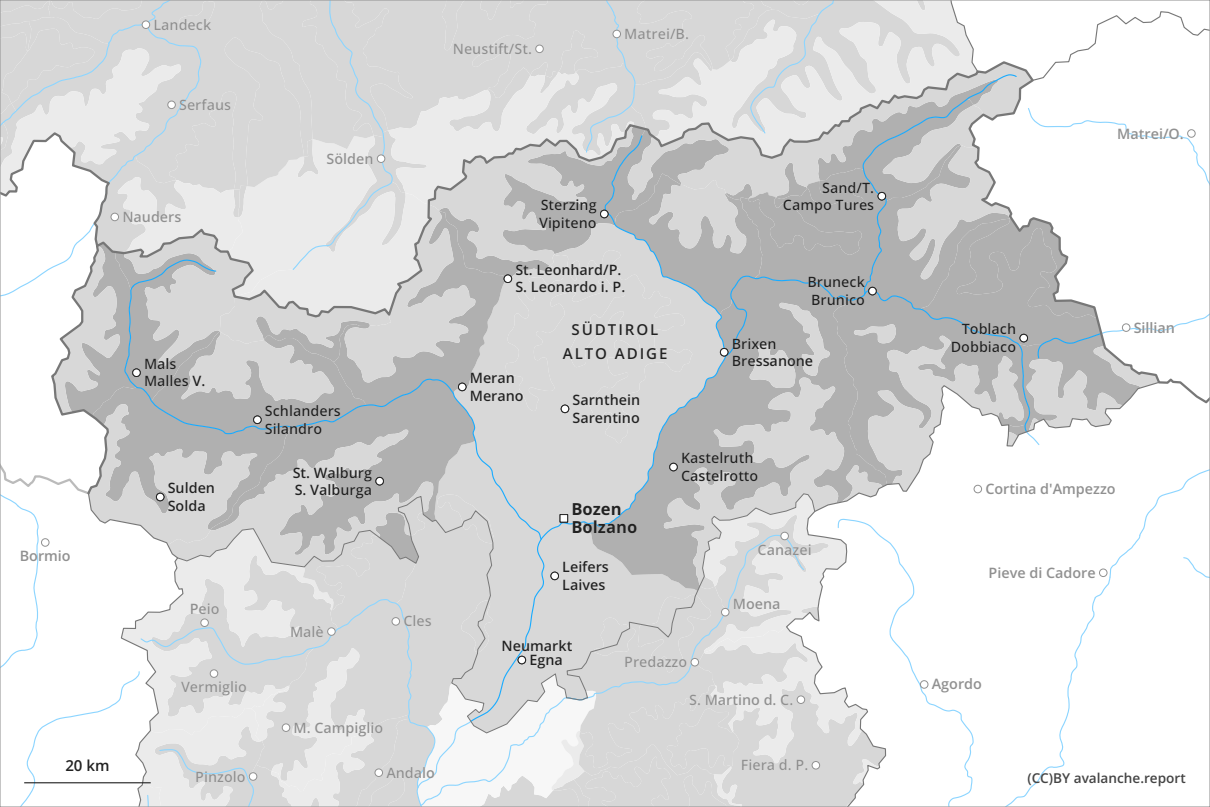 Landeck
Matrei/B.
Neustift/St.
Serfaus
Matrei/O.
Sölden
Nauders
Sand/T.
Campo Tures
Sterzing
Vipiteno
St. Leonhard/P.
S. Leonardo i. P.
Bruneck
Brunico
SÜDTIROL
ALTO ADIGE
Toblach
Dobbiaco
Sillian
Brixen
Bressanone
Mals
Malles V.
Meran
Merano
Sarnthein
Sarentino
Schlanders
Silandro
Kastelruth
Castelrotto
St. Walburg
S. Valburga
Sulden
Solda
Cortina d'Ampezzo
Bozen
Bolzano
Bormio
Canazei
Leifers
Laives
Pieve di Cadore
Peio
Moena
Malè
Cles
Neumarkt
Egna
Predazzo
Vermiglio
Agordo
S. Martino d. C.
M. Campiglio
20 km
Pinzolo
Andalo
Fiera d. P.
(CC)BY avalanche.report